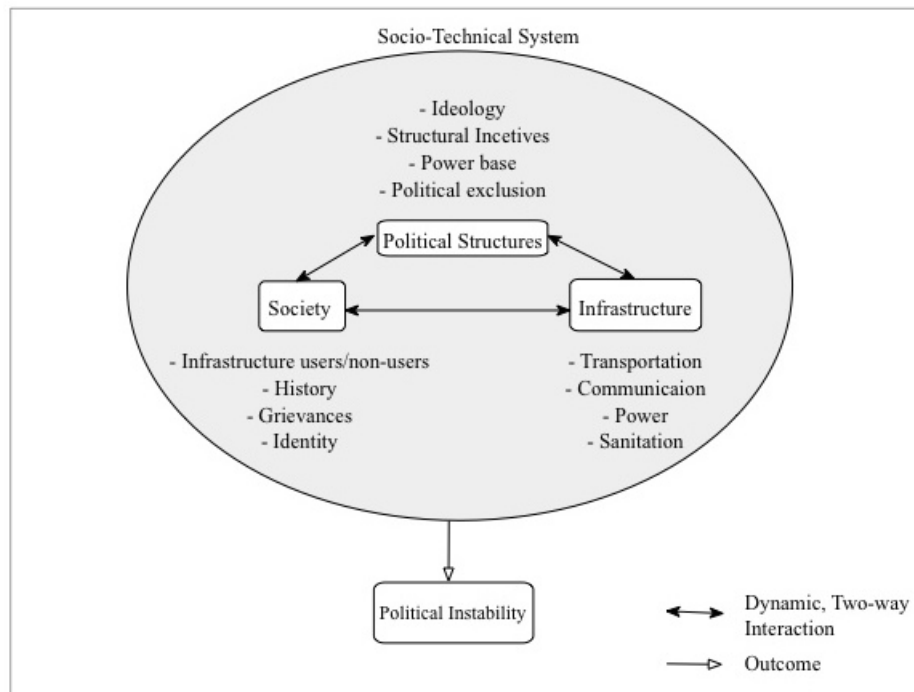 Socio-Technical System
- Ideology
- Structural Incetives
- Power base
- Political exclusion
Political Structures
Society
Infrastructure
- Infrastructure users/non-users
- History
- Grievances
- Identity
- Transportation
- Communicaion
- Power
- Sanitation
Political Instability
Dynamic, Two-way
Interaction
Outcome